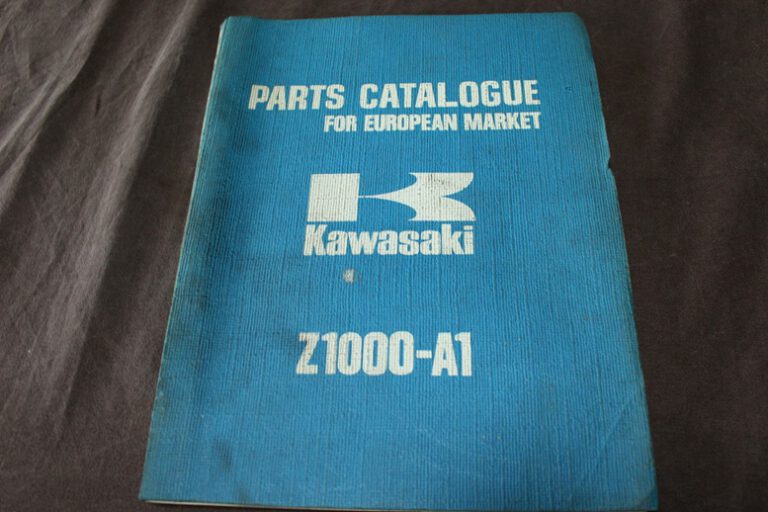 PARTS CATALOGUE
FOR EUROPEAN MARKET
Kawasaki
Z1000-A1